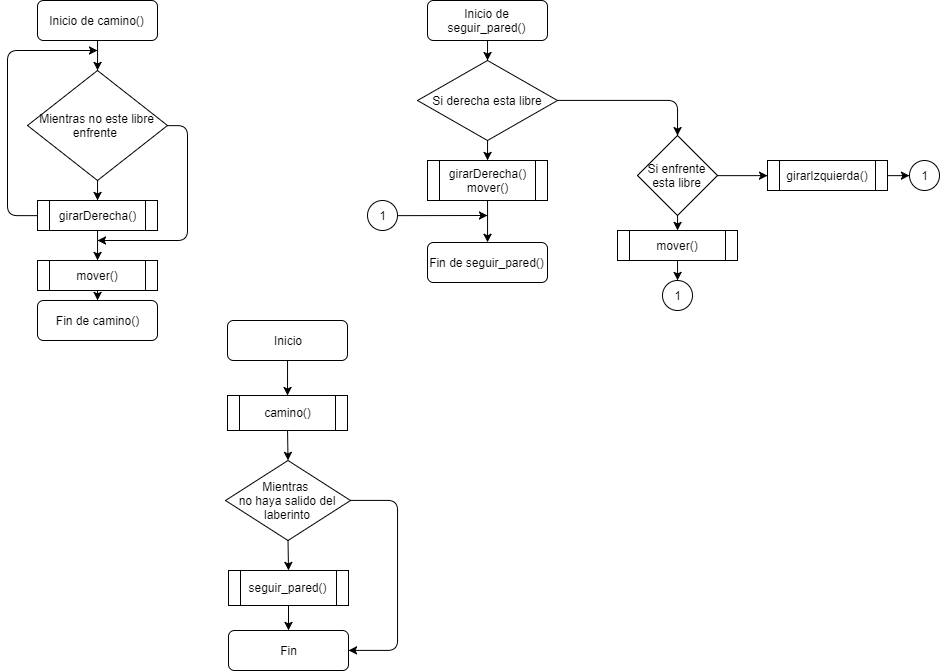 Inicio de camino()
Mientras no este libre
enfrente
girarDerecha()
mover()
Fin de camino()
Inicio de
seguir_pared()
Si derecha esta libre
girarDerecha()
mover()
1
Fin de seguir_pared()
Si enfrente
esta libre
girarIzquierda()
1
mover()
1
Inicio
camino()
Mientras
no haya salido del
laberinto
seguir_pared()
Fin